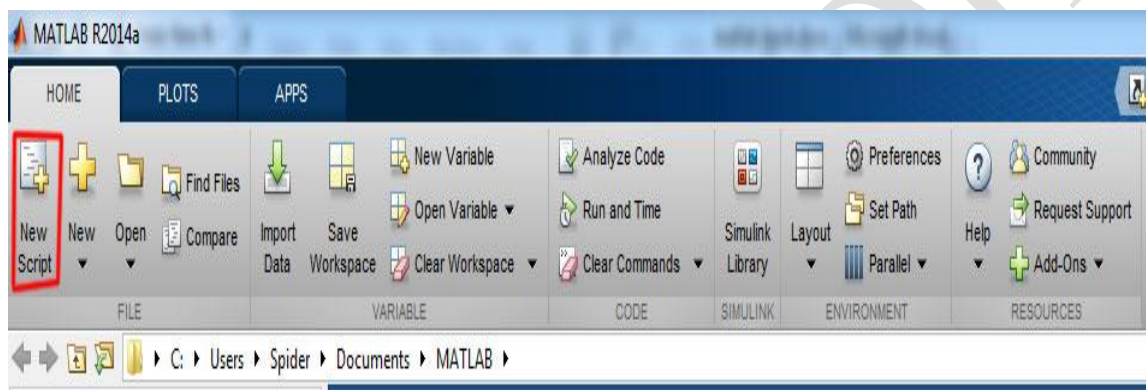 MATLAB R2014a
HOME PLOTS APPS
New Script
New
Open
Find Files
Compare
Import Data
Save Workspace
New Variable
Open Variable
Clear Workspace
Analyze Code
Run and Time
Clear Commands
Simulink Library
Layout
Preferences
Set Path
Parallel
Help
Community
Request Support
Add-Ons
FILE VARIABLE CODE SIMULINK ENVIRONMENT RESOURCES
C: Users Spider Documents MATLAB